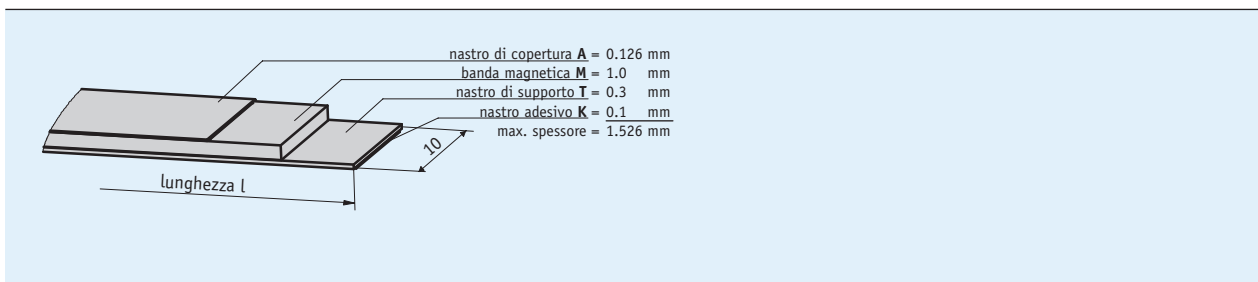 nastro di copertura A = 0.126 mm
banda magnetica M = 1.0 mm
nastro di supporto T = 0.3 mm
nastro adesivo K = 0.1 mm
max. spessore = 1.526 mm
10
lunghezza l